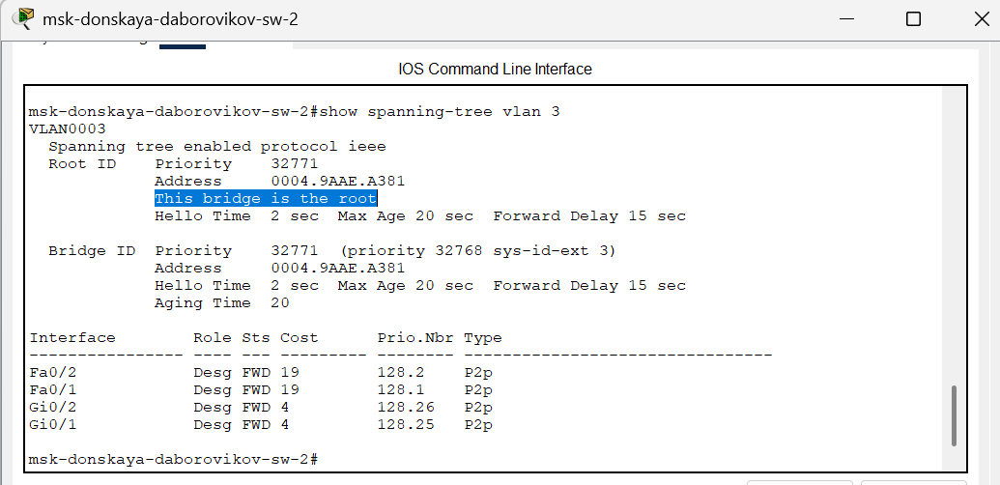 msk-donskaya-daborovikov-sw-2
IOS Command Line Interface
msk-donskaya-daborovikov-sw-2#show spanning-tree vlan 3
VLAN0003
  Spanning tree enabled protocol ieee
  Root ID    Priority    32771
             Address     0004.9AAE.A381
             This bridge is the root
             Hello Time  2 sec  Max Age 20 sec  Forward Delay 15 sec
  Bridge ID  Priority    32771  (priority 32768 sys-id-ext 3)
             Address     0004.9AAE.A381
             Hello Time  2 sec  Max Age 20 sec  Forward Delay 15 sec
             Aging Time  20
Interface        Role Sts Cost      Prio.Nbr Type
---------------- ---- --- --------- -------- --------------------------------
Fa0/2            Desg FWD 19        128.2    P2p
Fa0/1            Desg FWD 19        128.1    P2p
Gi0/2            Desg FWD 4         128.26   P2p
Gi0/1            Desg FWD 4         128.25   P2p
msk-donskaya-daborovikov-sw-2#